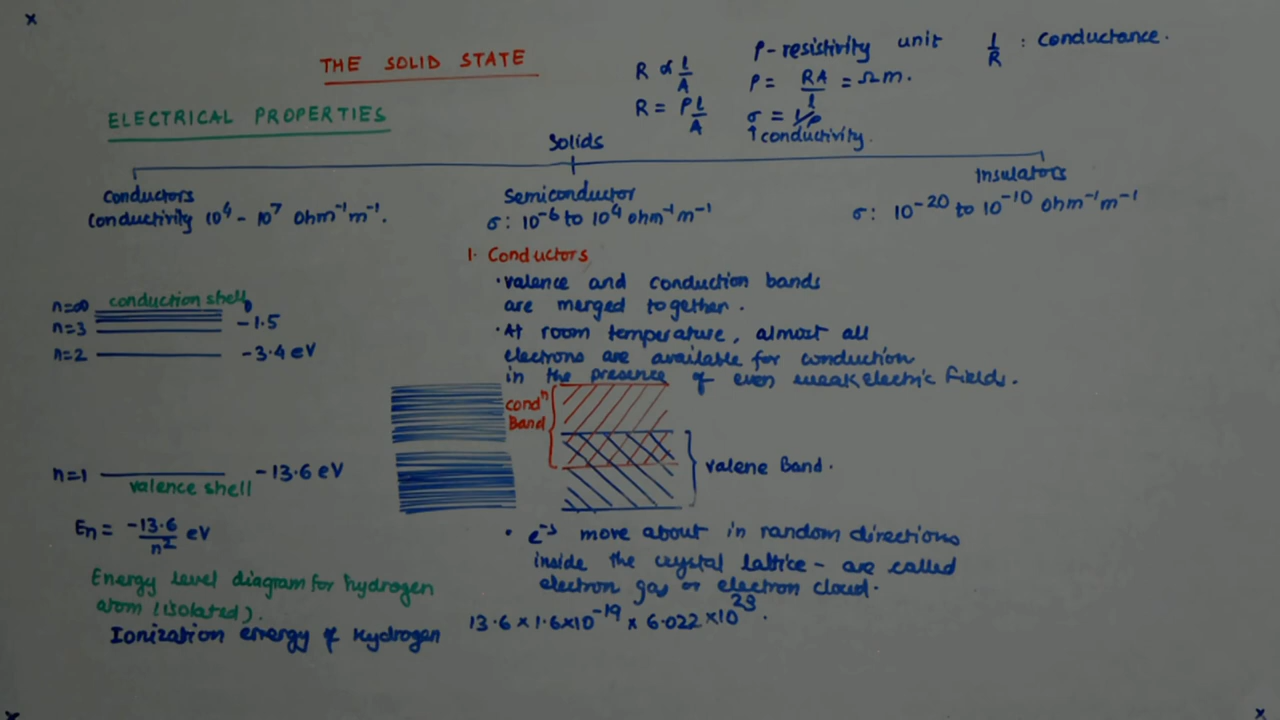 THE SOLID STATE
R ∝ l/A
R = ρl/A
ρ-resistivity unit
ρ = RA/l = Ωm.
σ = 1/ρ
↑conductivity.
1/R : Conductance.
ELECTRICAL PROPERTIES
Solids
Conductors
Conductivity 10⁴ - 10⁷ ohm⁻¹m⁻¹.
Semiconductor
σ: 10⁻⁶ to 10⁴ ohm⁻¹m⁻¹
Insulators
σ: 10⁻²⁰ to 10⁻¹⁰ ohm⁻¹m⁻¹
1. Conductors
·valence and conduction bands
are merged together.
·At room temperature, almost all
electrons are available for conduction
in the presence of even weak electric fields.
n=∞ conduction shell
n=3 -1.5
n=2 -3.4 eV
n=1 -13.6 eV
valence shell
En = -13.6/n² eV
Energy level diagram for hydrogen
atom (isolated).
condⁿ
Band
valene Band.
· e⁻s move about in random directions
inside the crystal lattice - are called
electron gas or electron cloud.
Ionization energy of Hydrogen 13.6 × 1.6×10⁻¹⁹ × 6.022×10²³.